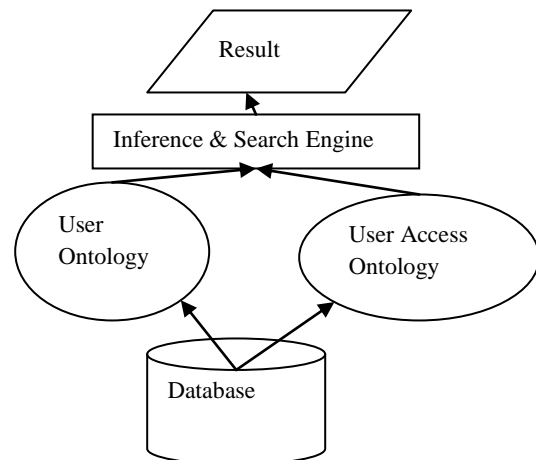 Result
Inference & Search Engine
User
Ontology
User Access
Ontology
Database